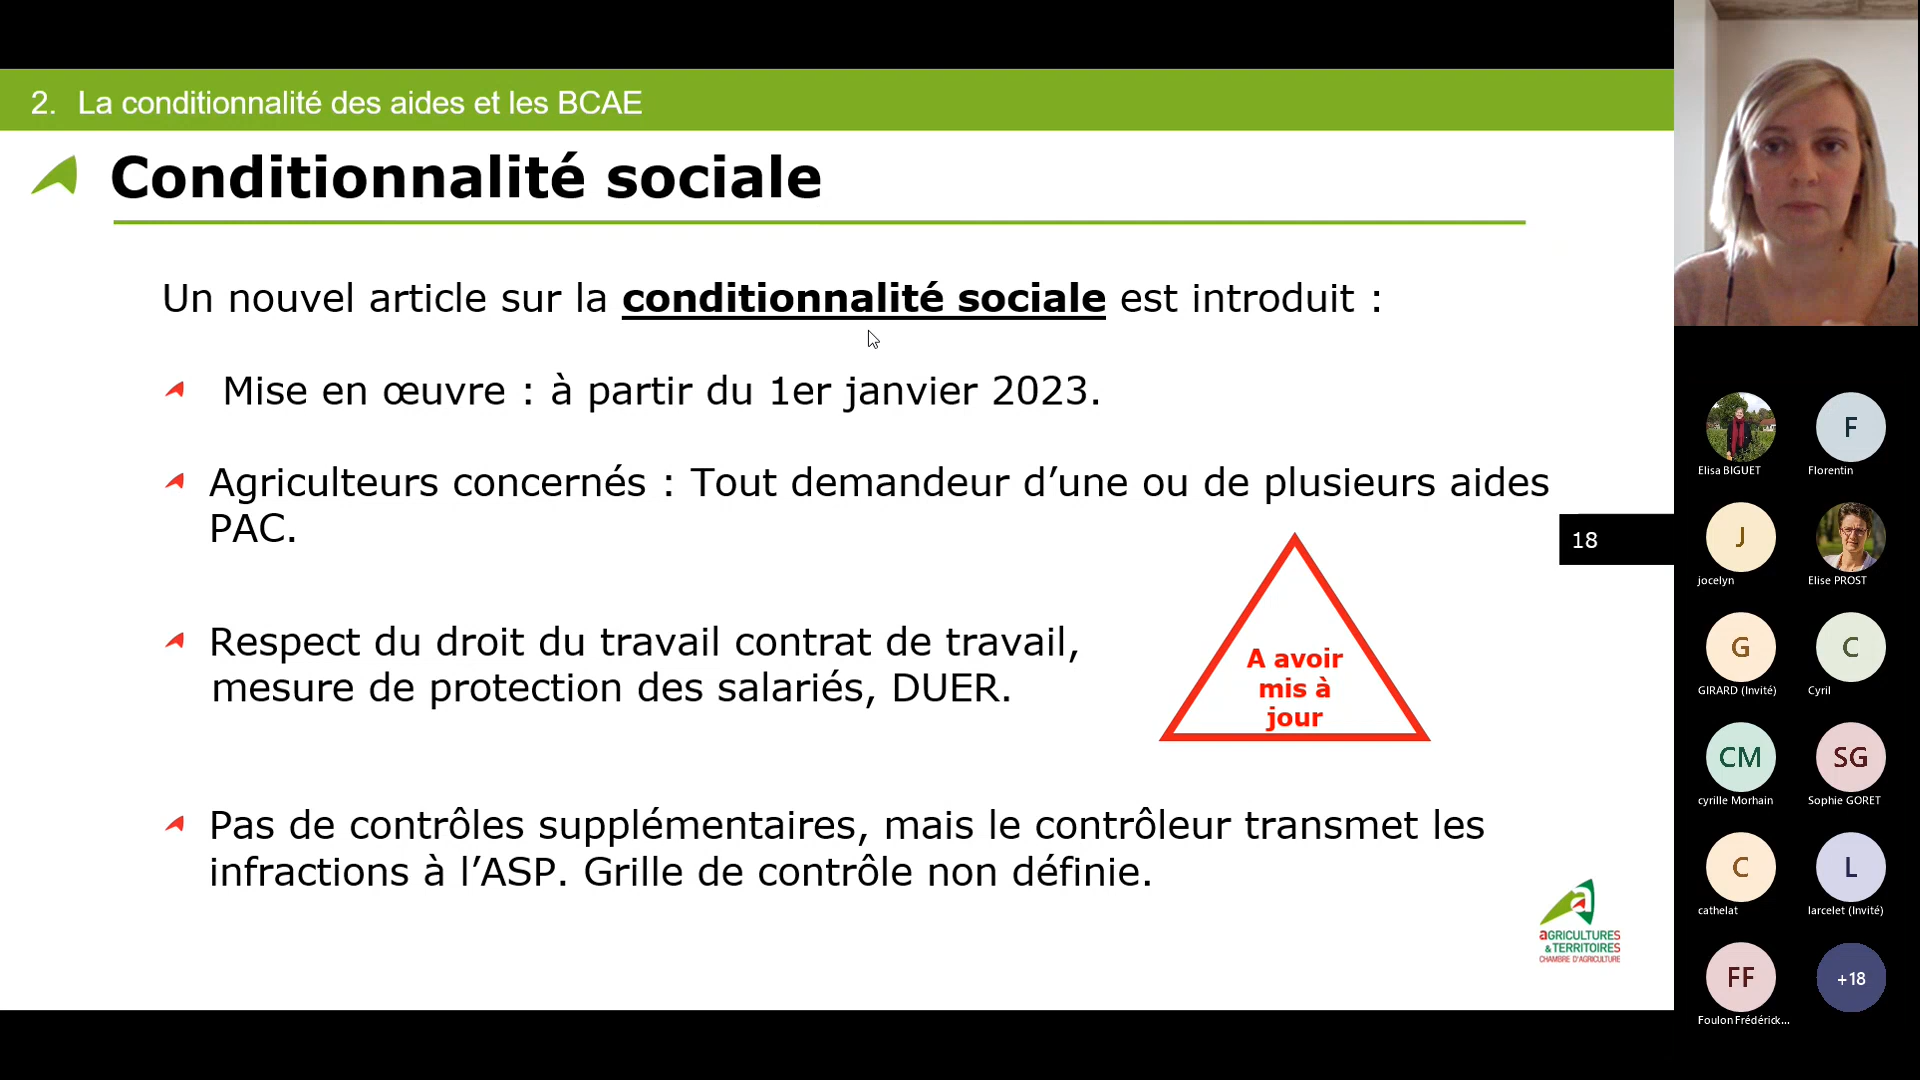 2. La conditionnalité des aides et les BCAE
Conditionnalité sociale
Un nouvel article sur la conditionnalité sociale est introduit :
Mise en œuvre : à partir du 1er janvier 2023.
Agriculteurs concernés : Tout demandeur d’une ou de plusieurs aides
PAC.
18
Respect du droit du travail contrat de travail,
mesure de protection des salariés, DUER.
A avoir
mis à
jour
Pas de contrôles supplémentaires, mais le contrôleur transmet les
infractions à l’ASP. Grille de contrôle non définie.
a
aGRICULTURES
& TERRITOIRES
CHAMBRE D'AGRICULTURE
Elisa BIGUET
F
Florentin
J
jocelyn
Elise PROST
G
GIRARD (Invité)
C
Cyril
CM
cyrille Morhain
SG
Sophie GORET
C
cathelat
L
larcelet (Invité)
FF
Foulon Frédérick...
+18